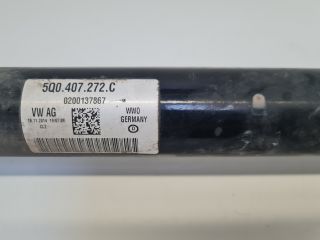 5Q0.407.272.C
0200137867
VW AG
WWO
GERMANY